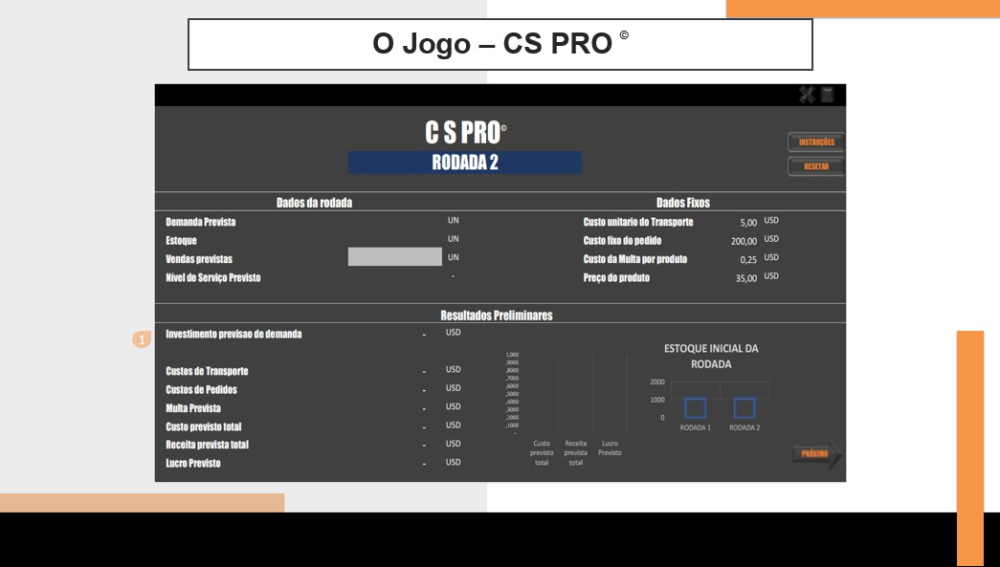 O Jogo – CS PRO ©
C S PRO©
RODADA 2
INSTRUÇÕES
RESETAR
Dados da rodada
Demanda Prevista UN
Estoque UN
Vendas previstas UN
Nível de Serviço Previsto -
Dados Fixos
Custo unitario do Transporte 5,00 USD
Custo fixo do pedido 200,00 USD
Custo da Multa por produto 0,25 USD
Preço do produto 35,00 USD
Resultados Preliminares
1
Investimento previsao de demanda - USD
Custos de Transporte - USD
Custos de Pedidos - USD
Multa Prevista - USD
Custo previsto total - USD
Receita prevista total - USD
Lucro Previsto - USD
1,000
,9000
,8000
,7000
,6000
,5000
,4000
,3000
,2000
,1000
-
Custo previsto total
Receita prevista total
Lucro Previsto
ESTOQUE INICIAL DA
RODADA
2000
1000
0
RODADA 1 RODADA 2
PRÓXIMO